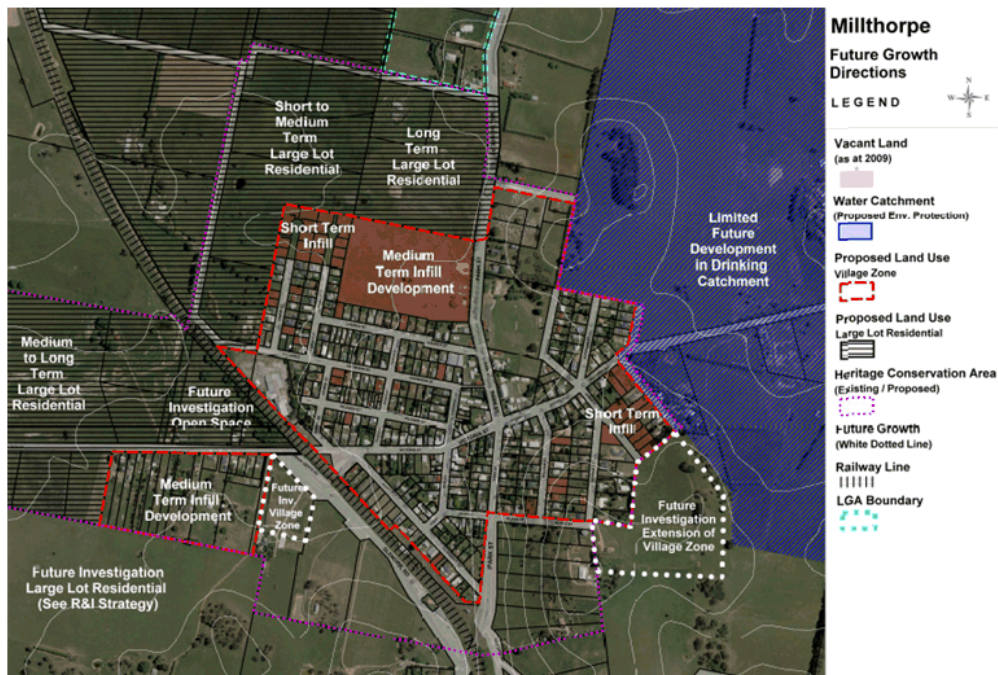 Millthorpe
Future Growth
Directions
LEGEND
N
W
E
S
Vacant Land
(as at 2009)
Water Catchment
(Proposed Env. Protection)
Proposed Land Use
Village Zone
Proposed Land Use
Large Lot Residential
Heritage Conservation Area
(Existing / Proposed)
Future Growth
(White Dotted Line)
Railway Line
LGA Boundary
Short to
Medium
Term
Large Lot
Residential
Long
Term
Large Lot
Residential
Short Term
Infill
Medium
Term Infill
Development
Limited
Future
Development
in Drinking
Catchment
Medium
to Long
Term
Large Lot
Residential
Future
Investigation
Open Space
Short Term
Infill
Medium
Term Infill
Development
Future
Inv.
Village
Zone
Future
Investigation
Extension of
Village Zone
Future Investigation
Large Lot Residential
(See R&I Strategy)
PARK ST